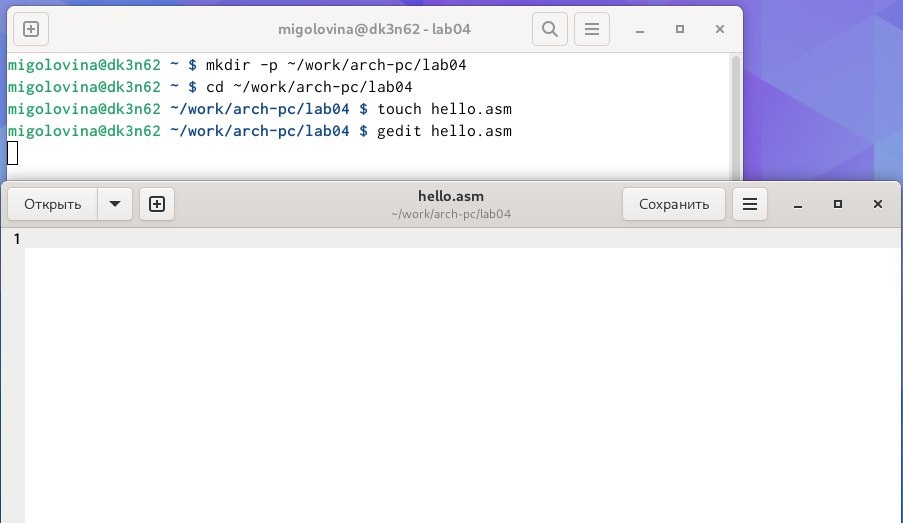 migolovina@dk3n62 - lab04
migolovina@dk3n62 ~ $ mkdir -p ~/work/arch-pc/lab04
migolovina@dk3n62 ~ $ cd ~/work/arch-pc/lab04
migolovina@dk3n62 ~/work/arch-pc/lab04 $ touch hello.asm
migolovina@dk3n62 ~/work/arch-pc/lab04 $ gedit hello.asm
Открыть hello.asm Сохранить
~/work/arch-pc/lab04
1